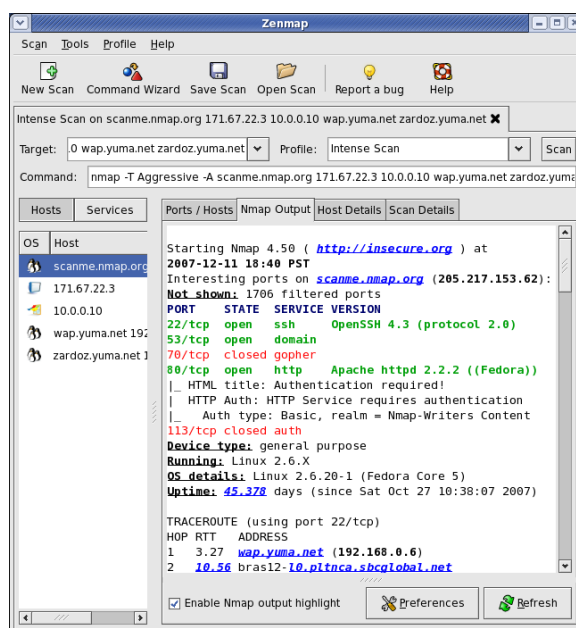 Zenmap
Scan Tools Profile Help
New Scan Command Wizard Save Scan Open Scan Report a bug Help
Intense Scan on scanme.nmap.org 171.67.22.3 10.0.0.10 wap.yuma.net zardoz.yuma.net
Target: .0 wap.yuma.net zardoz.yuma.net Profile: Intense Scan Scan
Command: nmap -T Aggressive -A scanme.nmap.org 171.67.22.3 10.0.0.10 wap.yuma.net zardoz.yuma
Hosts Services
OS Host
scanme.nmap.org
171.67.22.3
10.0.0.10
wap.yuma.net 192
zardoz.yuma.net 1
Ports / Hosts Nmap Output Host Details Scan Details
Starting Nmap 4.50 ( http://insecure.org ) at
2007-12-11 18:40 PST
Interesting ports on scanme.nmap.org (205.217.153.62):
Not shown: 1706 filtered ports
PORT STATE SERVICE VERSION
22/tcp open ssh OpenSSH 4.3 (protocol 2.0)
53/tcp open domain
70/tcp closed gopher
80/tcp open http Apache httpd 2.2.2 ((Fedora))
|_ HTML title: Authentication required!
| HTTP Auth: HTTP Service requires authentication
|_ Auth type: Basic, realm = Nmap-Writers Content
113/tcp closed auth
Device type: general purpose
Running: Linux 2.6.X
OS details: Linux 2.6.20-1 (Fedora Core 5)
Uptime: 45.378 days (since Sat Oct 27 10:38:07 2007)
TRACEROUTE (using port 22/tcp)
HOP RTT ADDRESS
1 3.27 wap.yuma.net (192.168.0.6)
2 10.56 bras12-l0.pltnca.sbcglobal.net
Enable Nmap output highlight Preferences Refresh